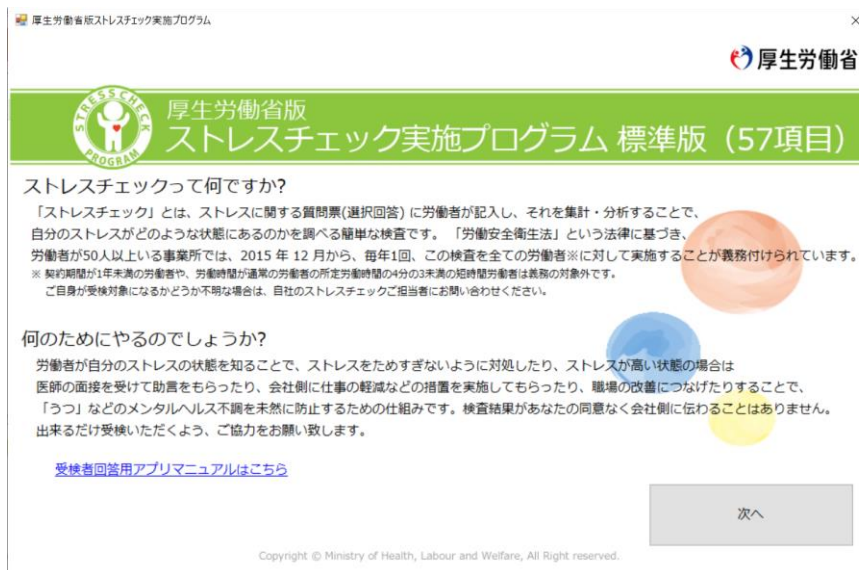 厚生労働省版ストレスチェック実施プログラム
厚生労働省
STRESS CHECK PROGRAM
厚生労働省版
ストレスチェック実施プログラム 標準版(57項目)
ストレスチェックって何ですか?
「ストレスチェック」とは、ストレスに関する質問票(選択回答) に労働者が記入し、それを集計・分析することで、
自分のストレスがどのような状態にあるのかを調べる簡単な検査です。 「労働安全衛生法」という法律に基づき、
労働者が50人以上いる事業所では、2015 年 12 月から、毎年1回、この検査を全ての労働者※に対して実施することが義務付けられています。
※ 契約期間が1年未満の労働者や、労働時間が通常の労働者の所定労働時間の4分の3未満の短時間労働者は義務の対象外です。
ご自身が受検対象になるかどうか不明な場合は、自社のストレスチェックご担当者にお問い合わせください。
何のためにやるのでしょうか?
労働者が自分のストレスの状態を知ることで、ストレスをためすぎないように対処したり、ストレスが高い状態の場合は
医師の面接を受けて助言をもらったり、会社側に仕事の軽減などの措置を実施してもらったり、職場の改善につなげたりすることで、
「うつ」などのメンタルヘルス不調を未然に防止するための仕組みです。検査結果があなたの同意なく会社側に伝わることはありません。
出来るだけ受検いただくよう、ご協力をお願い致します。
受検者回答用アプリマニュアルはこちら
次へ
Copyright © Ministry of Health, Labour and Welfare, All Right reserved.